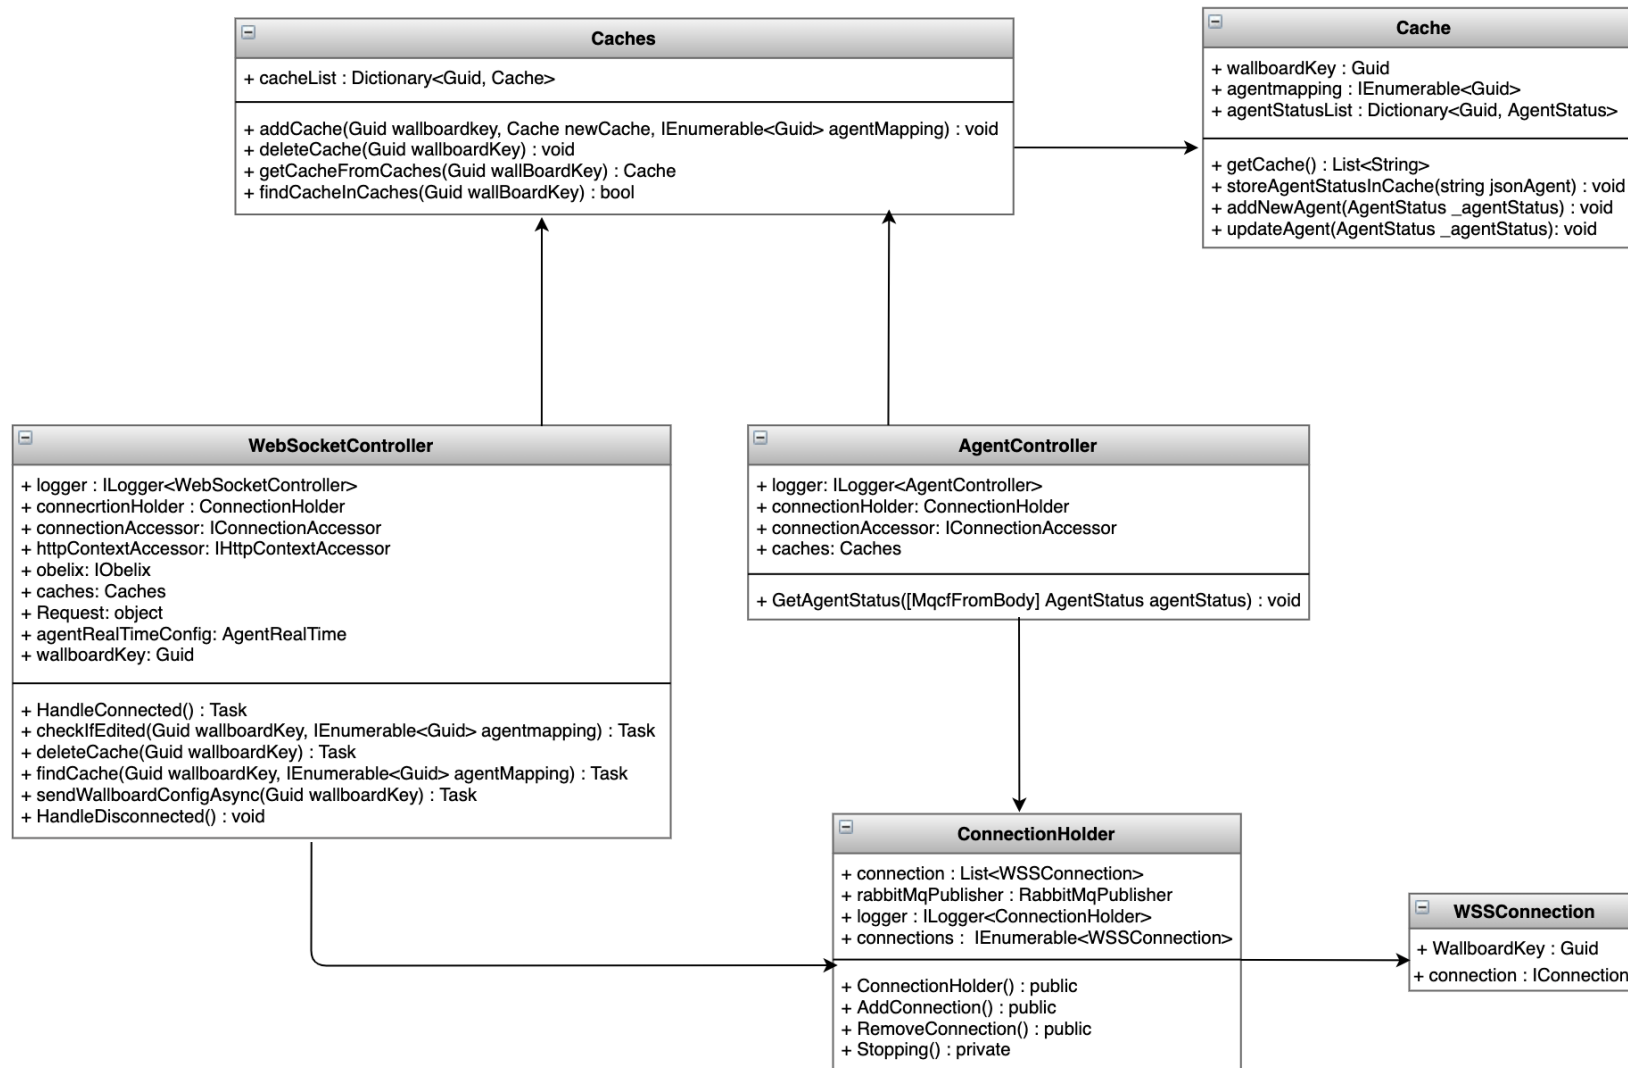 Caches
+ cacheList : Dictionary<Guid, Cache>
+ addCache(Guid wallboardkey, Cache newCache, IEnumerable<Guid> agentMapping) : void
+ deleteCache(Guid wallboardKey) : void
+ getCacheFromCaches(Guid wallBoardKey) : Cache
+ findCacheInCaches(Guid wallBoardKey) : bool
Cache
+ wallboardKey : Guid
+ agentmapping : IEnumerable<Guid>
+ agentStatusList : Dictionary<Guid, AgentStatus>
+ getCache() : List<String>
+ storeAgentStatusInCache(string jsonAgent) : void
+ addNewAgent(AgentStatus _agentStatus) : void
+ updateAgent(AgentStatus _agentStatus): void
WebSocketController
+ logger : ILogger<WebSocketController>
+ connecrtionHolder : ConnectionHolder
+ connectionAccessor: IConnectionAccessor
+ httpContextAccessor: IHttpContextAccessor
+ obelix: IObelix
+ caches: Caches
+ Request: object
+ agentRealTimeConfig: AgentRealTime
+ wallboardKey: Guid
+ HandleConnected() : Task
+ checkIfEdited(Guid wallboardKey, IEnumerable<Guid> agentmapping) : Task
+ deleteCache(Guid wallboardKey) : Task
+ findCache(Guid wallboardKey, IEnumerable<Guid> agentMapping) : Task
+ sendWallboardConfigAsync(Guid wallboardKey) : Task
+ HandleDisconnected() : void
AgentController
+ logger: ILogger<AgentController>
+ connectionHolder: ConnectionHolder
+ connectionAccessor: IConnectionAccessor
+ caches: Caches
+ GetAgentStatus([MqcfFromBody] AgentStatus agentStatus) : void
ConnectionHolder
+ connection : List<WSSConnection>
+ rabbitMqPublisher : RabbitMqPublisher
+ logger : ILogger<ConnectionHolder>
+ connections : IEnumerable<WSSConnection>
+ ConnectionHolder() : public
+ AddConnection() : public
+ RemoveConnection() : public
+ Stopping() : private
WSSConnection
+ WallboardKey : Guid
+ connection : IConnection